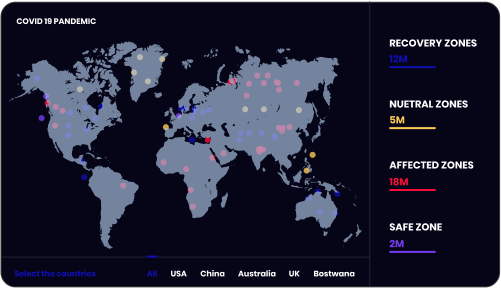 COVID 19 PANDEMIC
RECOVERY ZONES
12M
NUETRAL ZONES
5M
AFFECTED ZONES
18M
SAFE ZONE
2M
Select the countries
All USA China Australia UK Bostwana